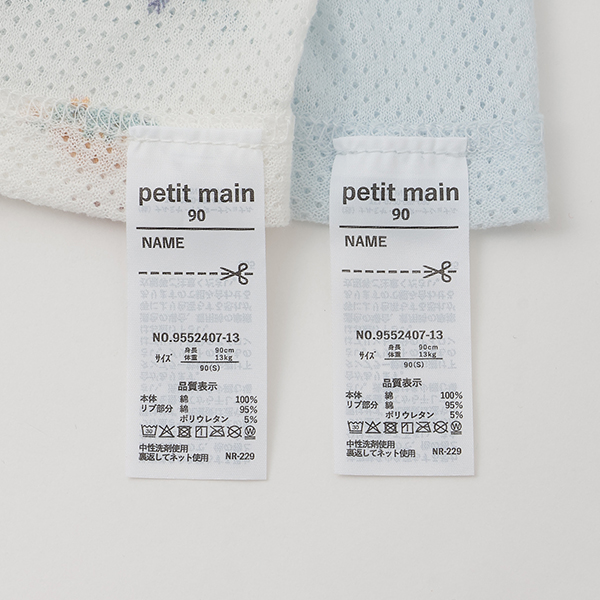 petit main
90
NAME
NO.9552407-13
サイズ 身長 90cm
体重 13kg
90(S)
品質表示
本体 綿 100%
リブ部分 綿 95%
ポリウレタン 5%
中性洗剤使用
裏返してネット使用 NR-229
petit main
90
NAME
NO.9552407-13
サイズ 身長 90cm
体重 13kg
90(S)
品質表示
本体 綿 100%
リブ部分 綿 95%
ポリウレタン 5%
中性洗剤使用
裏返してネット使用 NR-229